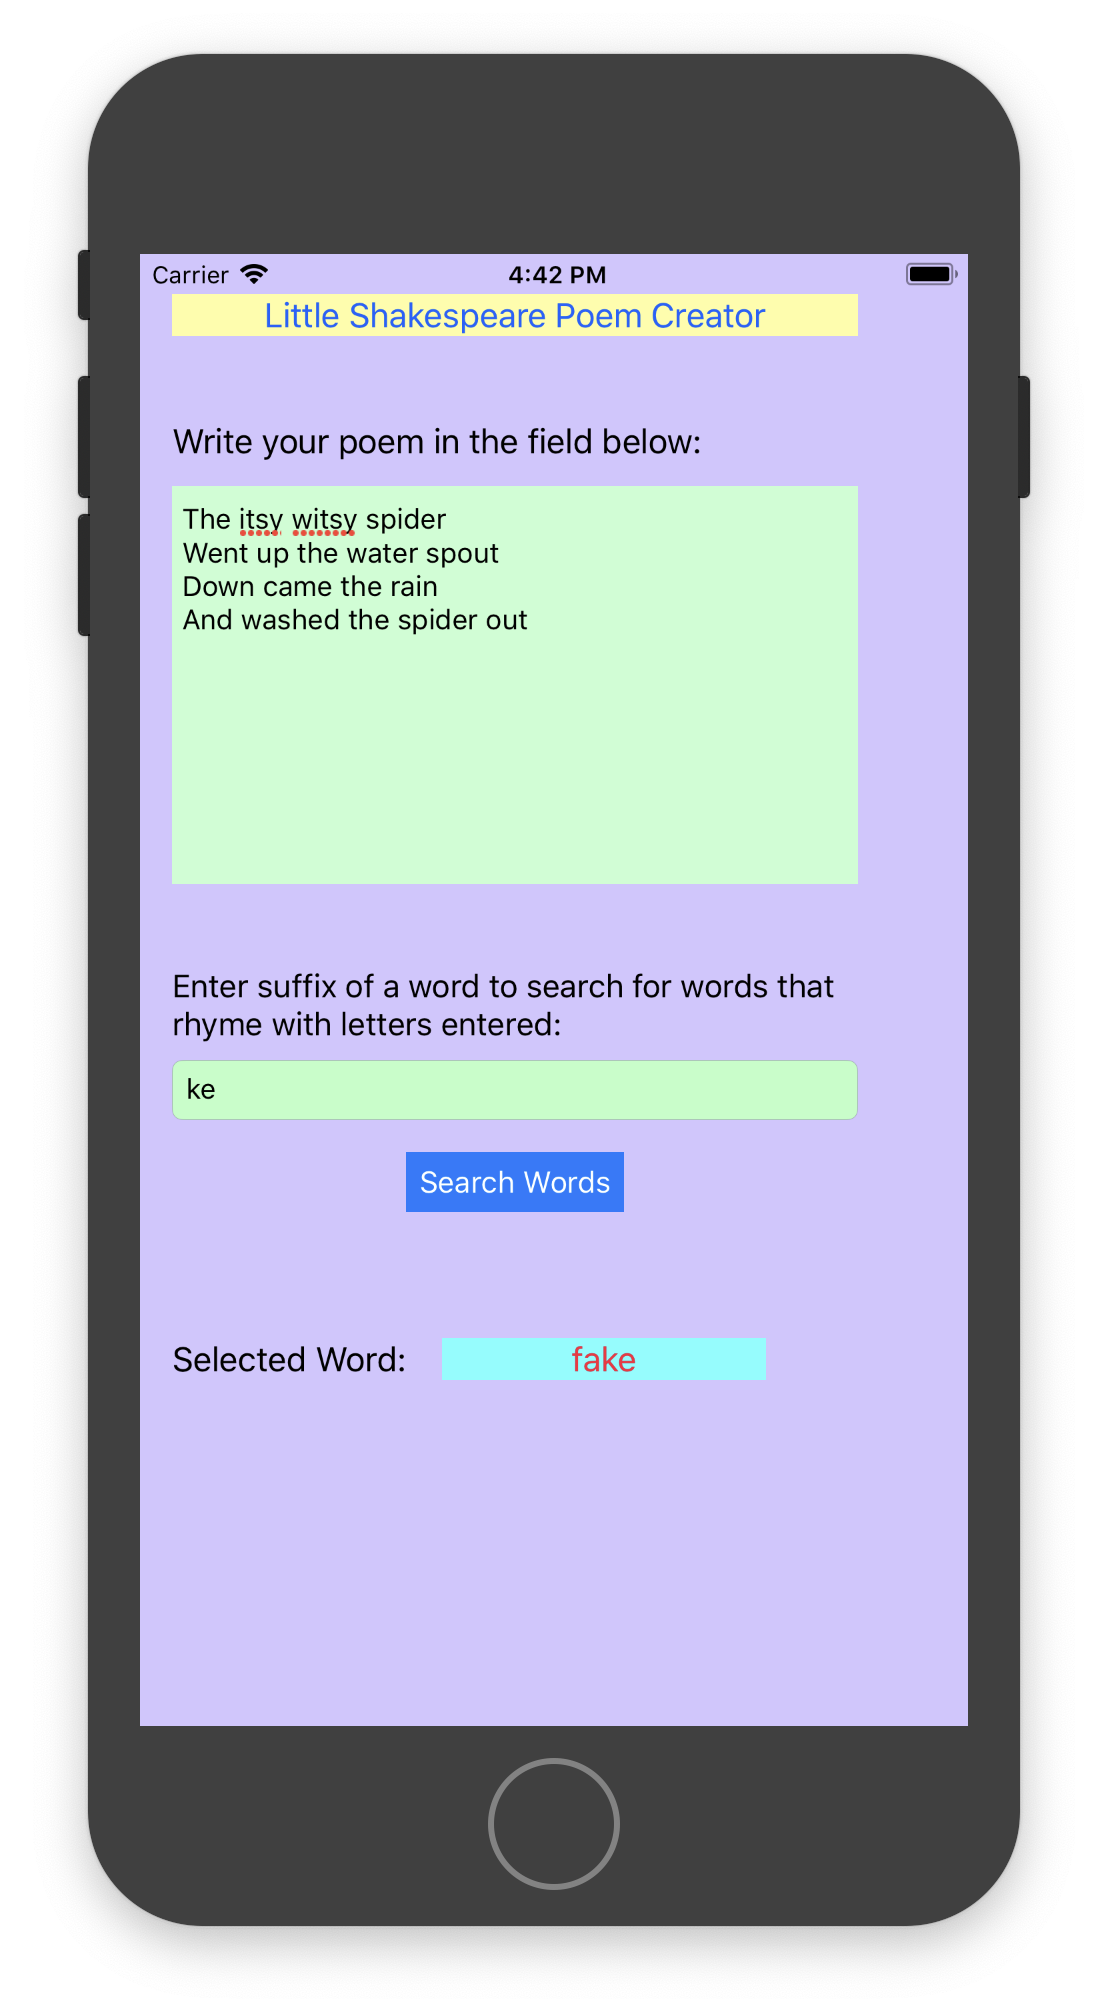 Carrier 4:42 PM
Little Shakespeare Poem Creator
Write your poem in the field below:
The itsy witsy spider
Went up the water spout
Down came the rain
And washed the spider out
Enter suffix of a word to search for words that
rhyme with letters entered:
ke
Search Words
Selected Word: fake